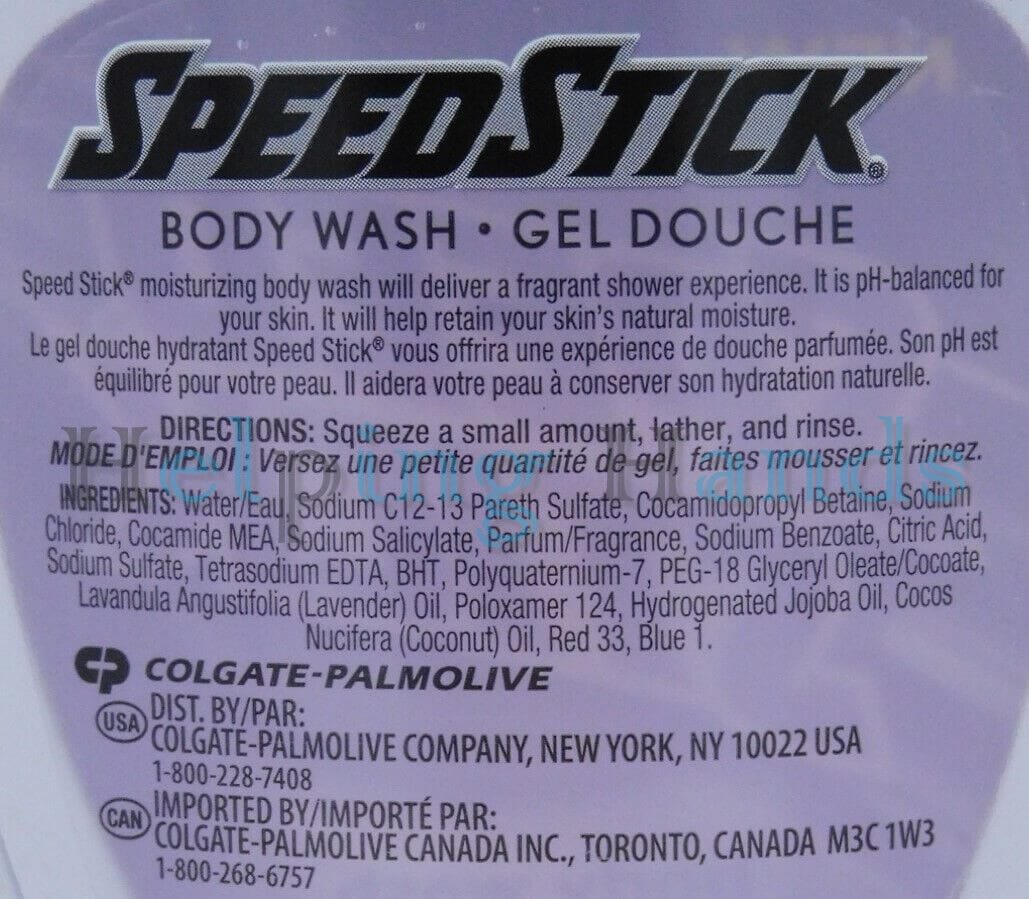 SPEED STICK®
BODY WASH • GEL DOUCHE
Speed Stick® moisturizing body wash will deliver a fragrant shower experience. It is pH-balanced for
your skin. It will help retain your skin's natural moisture.
Le gel douche hydratant Speed Stick® vous offrira une expérience de douche parfumée. Son pH est
équilibré pour votre peau. Il aidera votre peau à conserver son hydratation naturelle.
DIRECTIONS: Squeeze a small amount, lather, and rinse.
MODE D'EMPLOI : Versez une petite quantité de gel, faites mousser et rincez.
Helping Hands
INGREDIENTS: Water/Eau, Sodium C12-13 Pareth Sulfate, Cocamidopropyl Betaine, Sodium
Chloride, Cocamide MEA, Sodium Salicylate, Parfum/Fragrance, Sodium Benzoate, Citric Acid,
Sodium Sulfate, Tetrasodium EDTA, BHT, Polyquaternium-7, PEG-18 Glyceryl Oleate/Cocoate,
Lavandula Angustifolia (Lavender) Oil, Poloxamer 124, Hydrogenated Jojoba Oil, Cocos
Nucifera (Coconut) Oil, Red 33, Blue 1.
CP COLGATE-PALMOLIVE
USA DIST. BY/PAR:
COLGATE-PALMOLIVE COMPANY, NEW YORK, NY 10022 USA
1-800-228-7408
CAN IMPORTED BY/IMPORTÉ PAR:
COLGATE-PALMOLIVE CANADA INC., TORONTO, CANADA M3C 1W3
1-800-268-6757